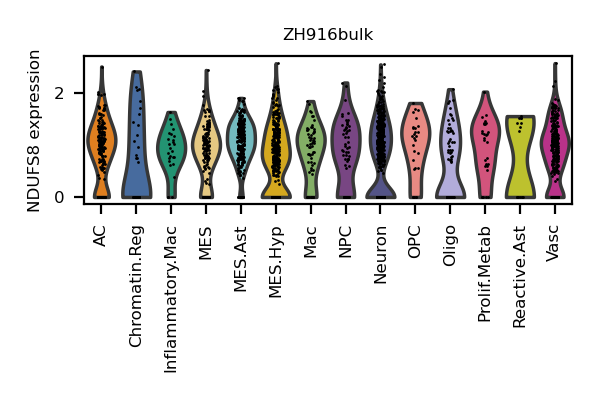 ZH916bulk
NDUFS8 expression
2
0
AC
Chromatin.Reg
Inflammatory.Mac
MES
MES.Ast
MES.Hyp
Mac
NPC
Neuron
OPC
Oligo
Prolif.Metab
Reactive.Ast
Vasc